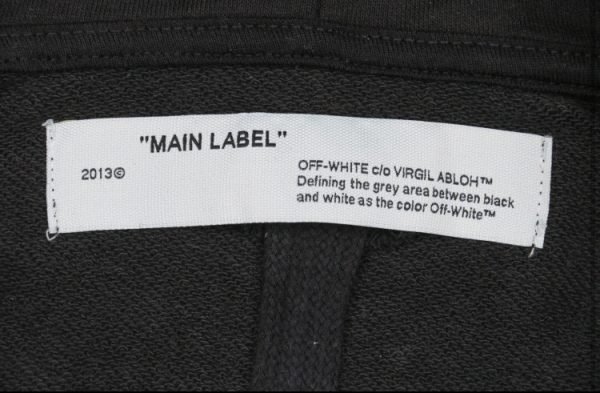 "MAIN LABEL"
2013©
OFF-WHITE c/o VIRGIL ABLOH™
Defining the grey area between black
and white as the color Off-White™